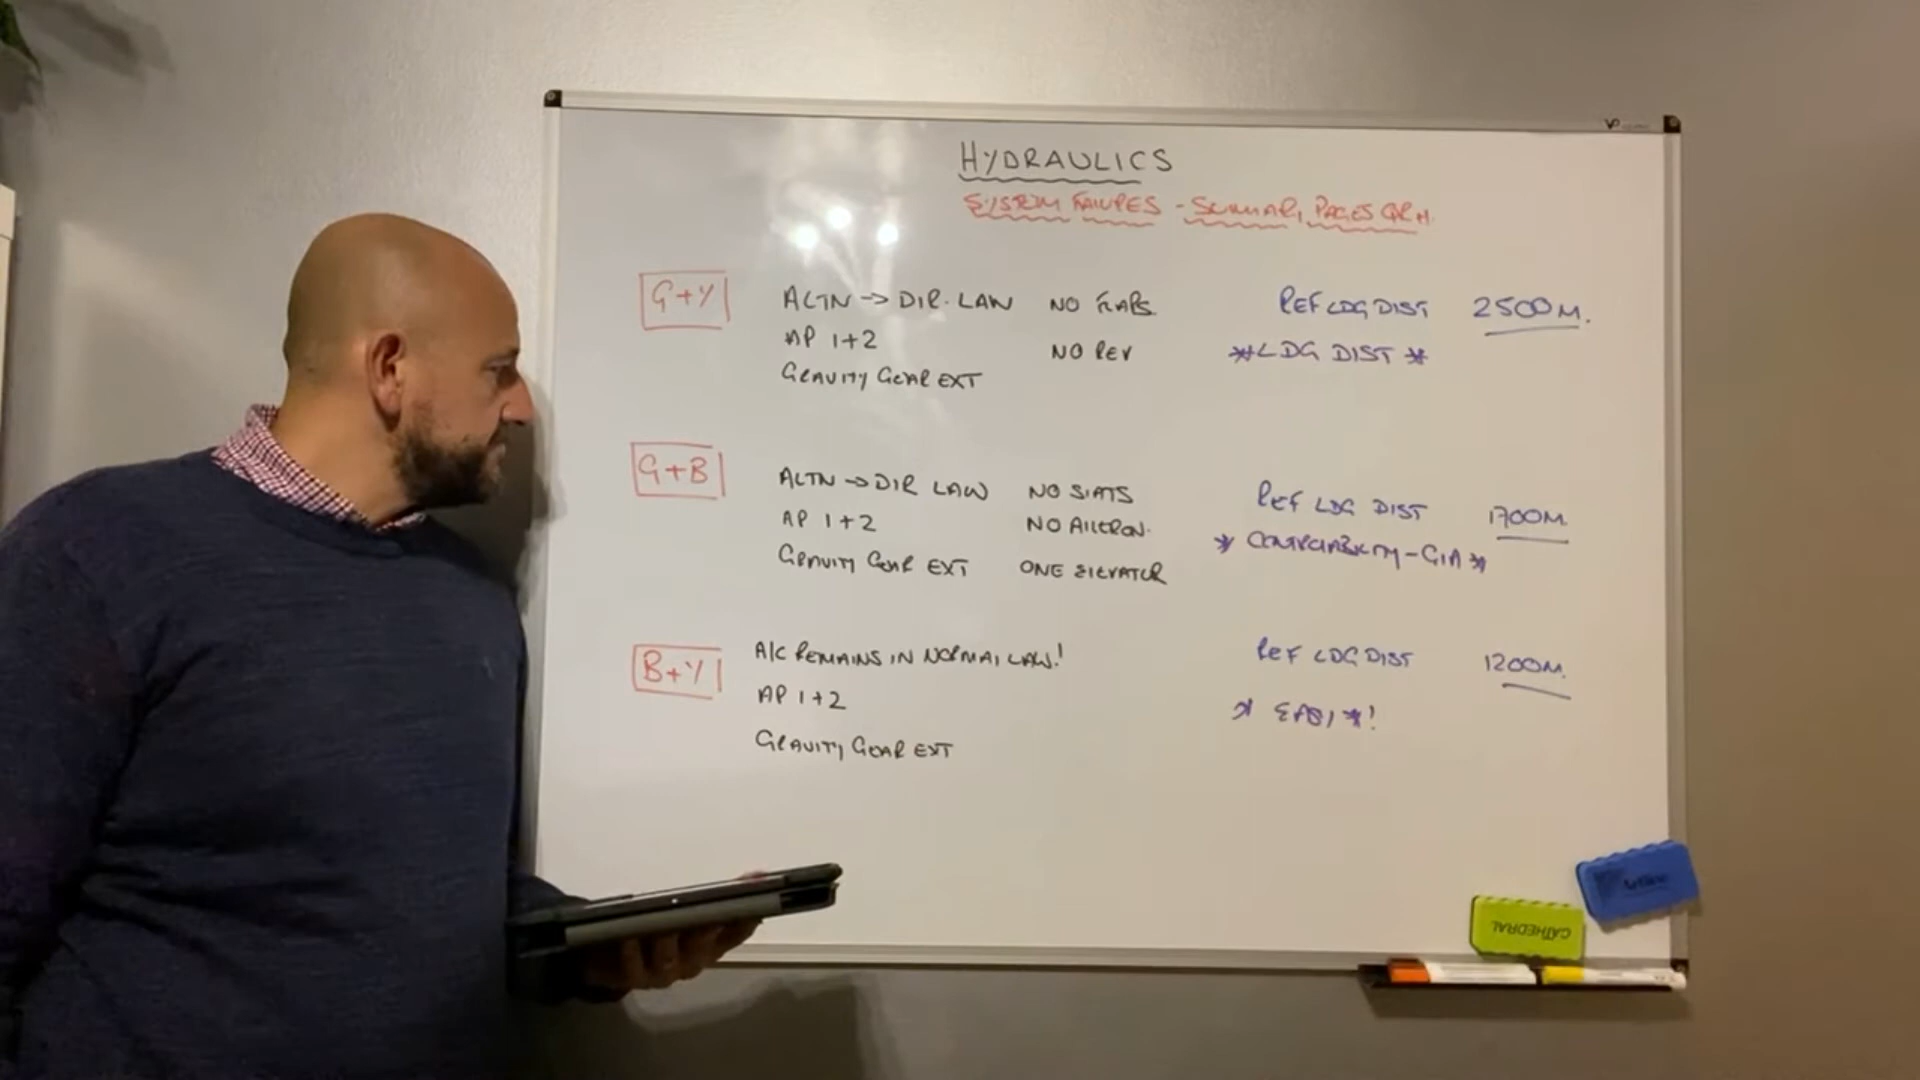 HYDRAULICS
SYSTEM FAILURES - SUMMARY PAGES QRH.
G+Y
ALTN → DIR. LAW NO FLAPS. REF LDG DIST 2500M.
AP 1+2 NO REV *LDG DIST*
GRAVITY GEAR EXT
G+B
ALTN → DIR LAW NO SLATS REF LDG DIST 1700M.
AP 1+2 NO AILERON. * CONTROLABILITY - G/A *
GRAVITY GEAR EXT ONE ELEVATOR
B+Y
A/C REMAINS IN NORMAL LAW! REF LDG DIST 1200M.
AP 1+2 * EASY *!
GRAVITY GEAR EXT
CATHEDRAL